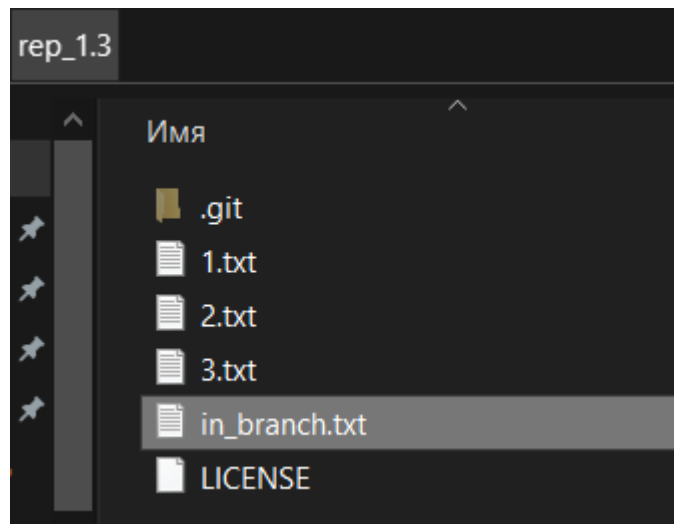 rep_1.3
Имя
.git
1.txt
2.txt
3.txt
in_branch.txt
LICENSE